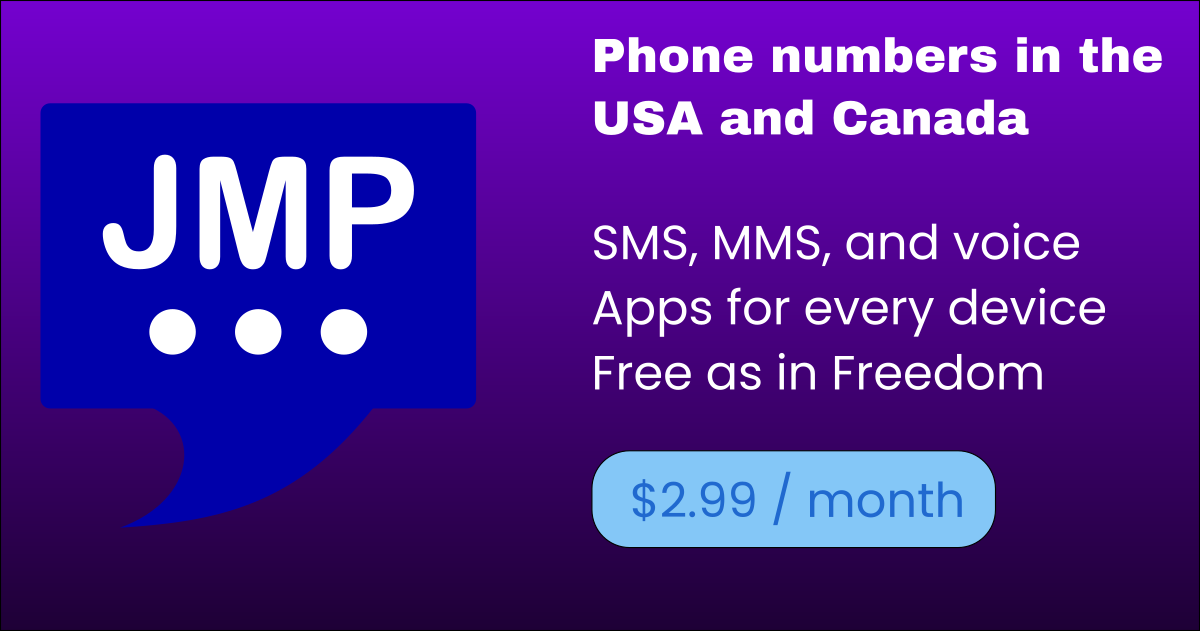 JMP
Phone numbers in the
USA and Canada
SMS, MMS, and voice
Apps for every device
Free as in Freedom
$2.99 / month